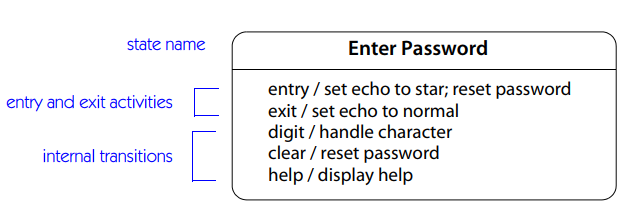 state name
Enter Password
entry and exit activities
entry / set echo to star; reset password
exit / set echo to normal
internal transitions
digit / handle character
clear / reset password
help / display help